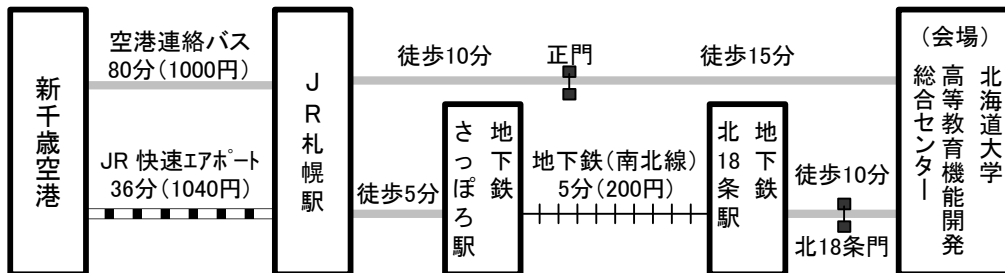 新千歳空港
空港連絡バス
80分(1000円)
JR 快速エアポート
36分(1040円)
JR札幌駅
徒歩10分
正門
徒歩15分
徒歩5分
地下鉄
さっぽろ駅
地下鉄(南北線)
5分(200円)
地下鉄
北18条駅
徒歩10分
北18条門
(会場)
北海道大学
高等教育機能開発
総合センター